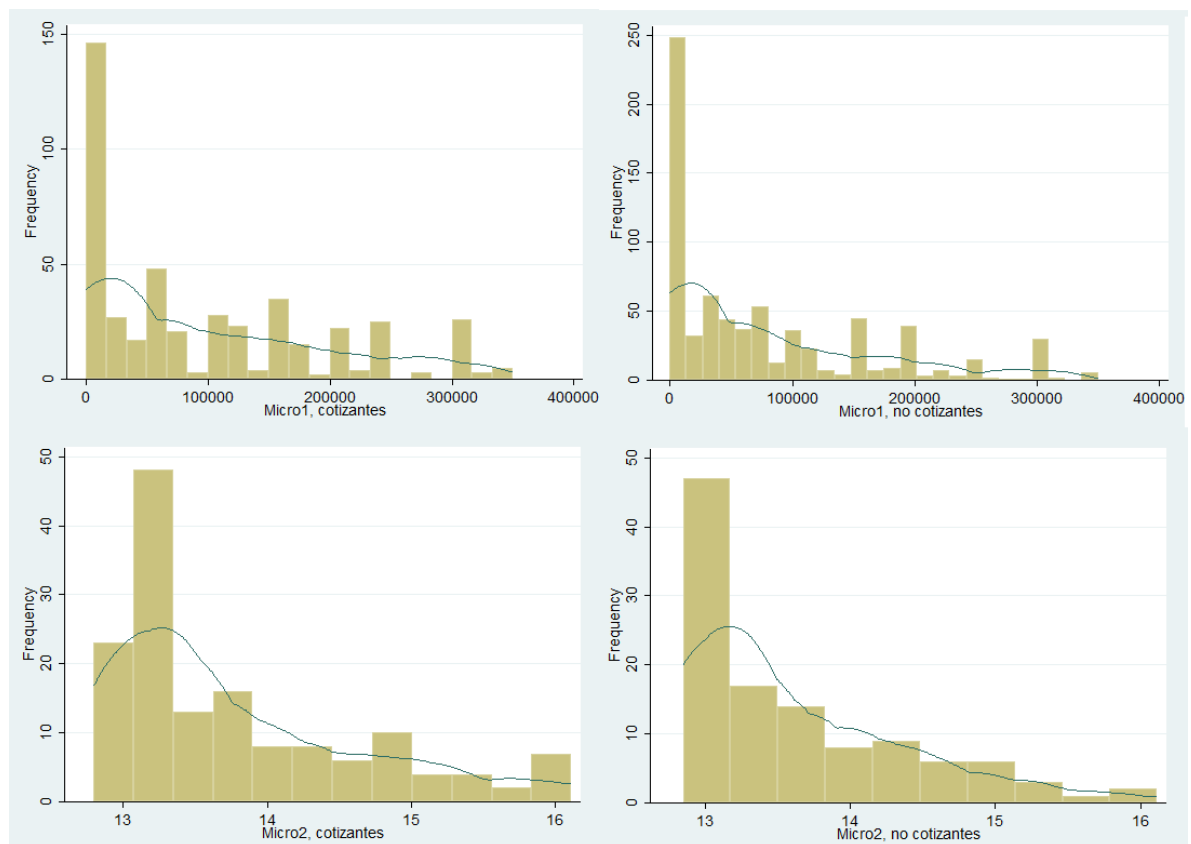 150
100
50
0
Frequency
0 100000 200000 300000 400000
Micro1, cotizantes
250
200
150
100
50
0
Frequency
0 100000 200000 300000 400000
Micro1, no cotizantes
50
40
30
20
10
0
Frequency
13 14 15 16
Micro2, cotizantes
50
40
30
20
10
0
Frequency
13 14 15 16
Micro2, no cotizantes